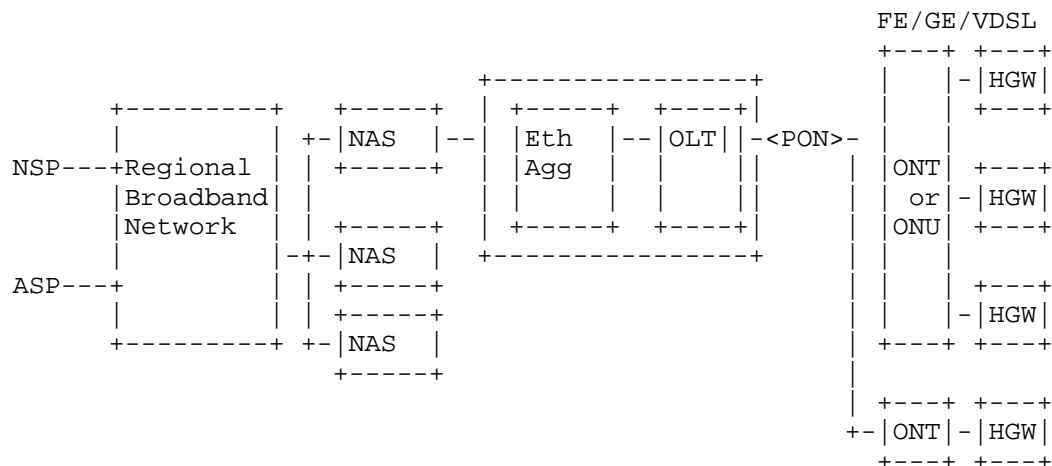 FE/GE/VDSL
                                                        +---+ +---+
                              +----------------+        |   |-|HGW|
      +---------+   +-----+   | +-----+  +----+|        |   | +---+
      |         | +-|NAS  |--| |Eth  |--|OLT||-<PON>-  |   |
NSP---+Regional | | +-----+   | |Agg  |  |    ||     |  |ONT| +---+
      |Broadband| |           | |     |  |    ||     |  | or|-|HGW|
      |Network  | | +-----+   | +-----+  +----+|     |  |ONU| +---+
      |         |-+-|NAS  |   +----------------+     |  |   |
ASP---+         | | +-----+                          |  |   | +---+
      |         | | +-----+                          |  |   |-|HGW|
      +---------+ +-|NAS  |                          |  +---+ +---+
                    +-----+                          |
                                                     |  +---+ +---+
                                                     +-|ONT|-|HGW|
                                                        +---+ +---+